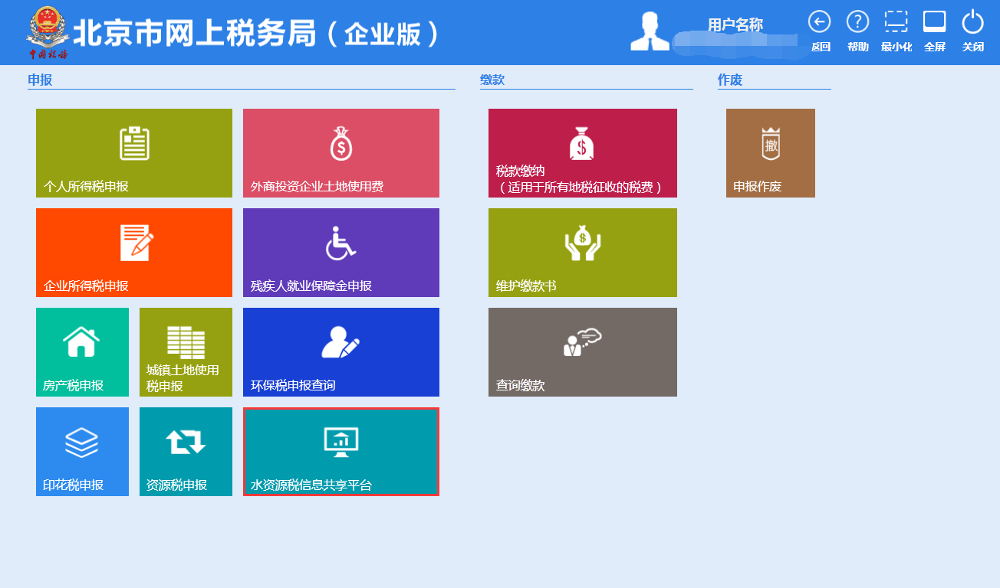 北京市网上税务局（企业版）
中国税务
用户名称
返回
帮助
最小化
全屏
关闭
申报
缴款
作废
个人所得税申报
外商投资企业土地使用费
税款缴纳
（适用于所有地税征收的税费）
撤
申报作废
企业所得税申报
残疾人就业保障金申报
维护缴款书
房产税申报
城镇土地使用
税申报
环保税申报查询
查询缴款
印花税申报
资源税申报
水资源税信息共享平台